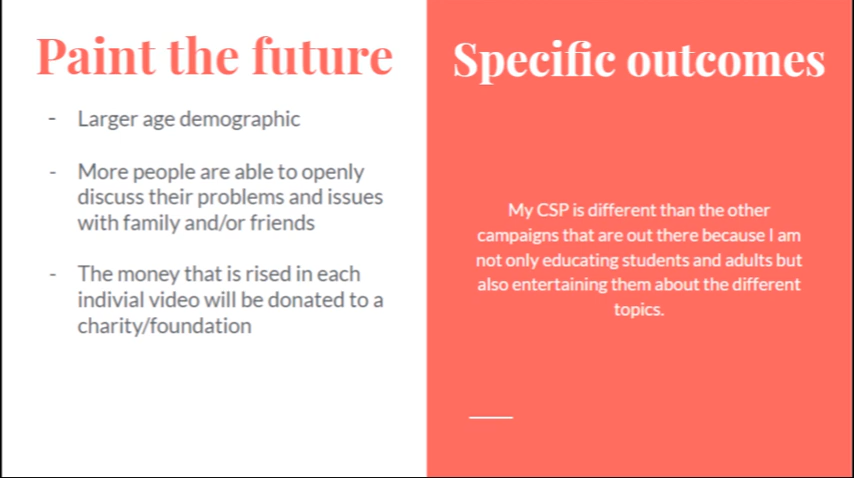 Paint the future
- Larger age demographic
- More people are able to openly
discuss their problems and issues
with family and/or friends
- The money that is rised in each
indivial video will be donated to a
charity/foundation
Specific outcomes
My CSP is different than the other
campaigns that are out there because I am
not only educating students and adults but
also entertaining them about the different
topics.